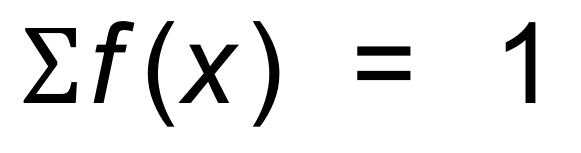 Σf(x) = 1